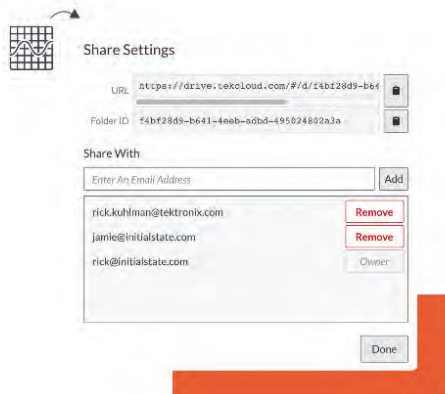 Share Settings
URL https://drive.tekcloud.com/#/d/f4bf28d9-b64
Folder ID f4bf28d9-b641-4eeb-adbd-495024802a3a
Share With
Enter An Email Address Add
rick.kuhlman@tektronix.com Remove
jamie@initialstate.com Remove
rick@initialstate.com Owner
Done